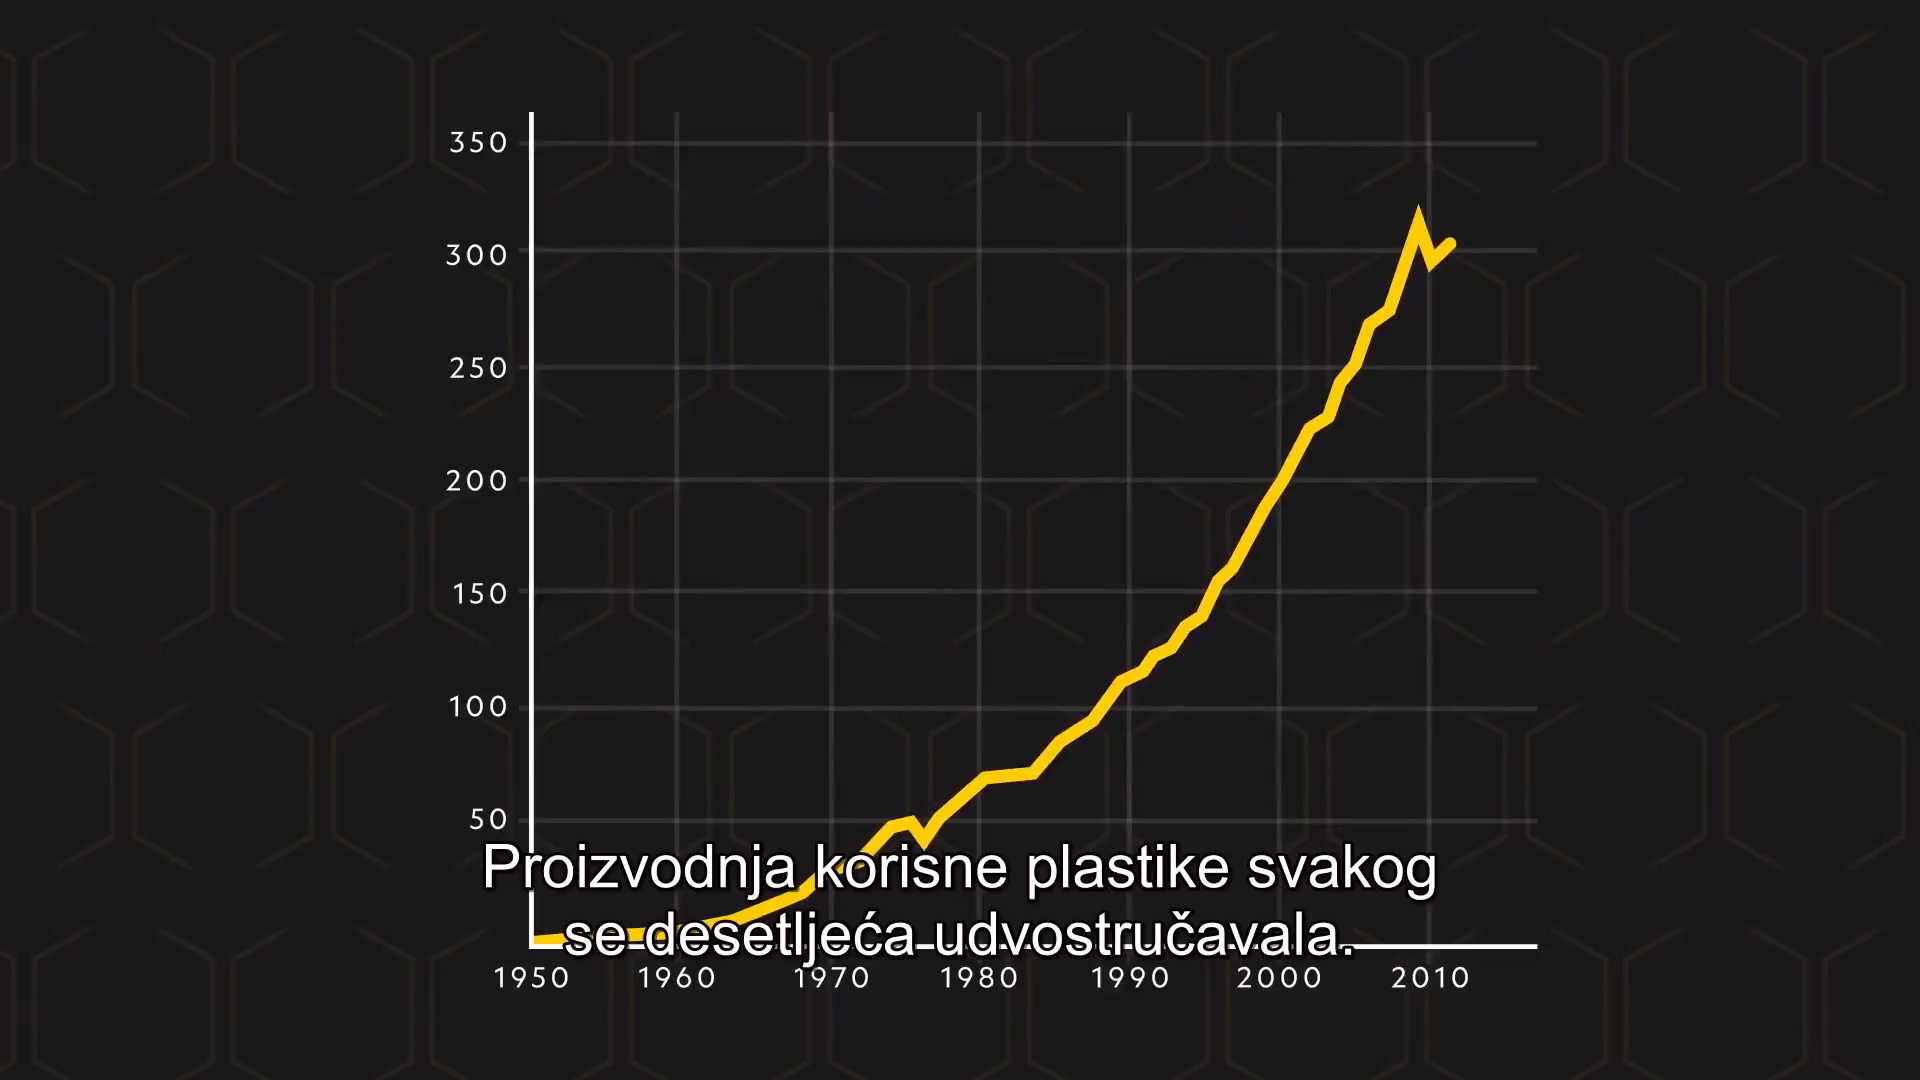 350
300
250
200
150
100
50
Proizvodnja korisne plastike svakog
se desetljeća udvostručavala.
1950 1960 1970 1980 1990 2000 2010